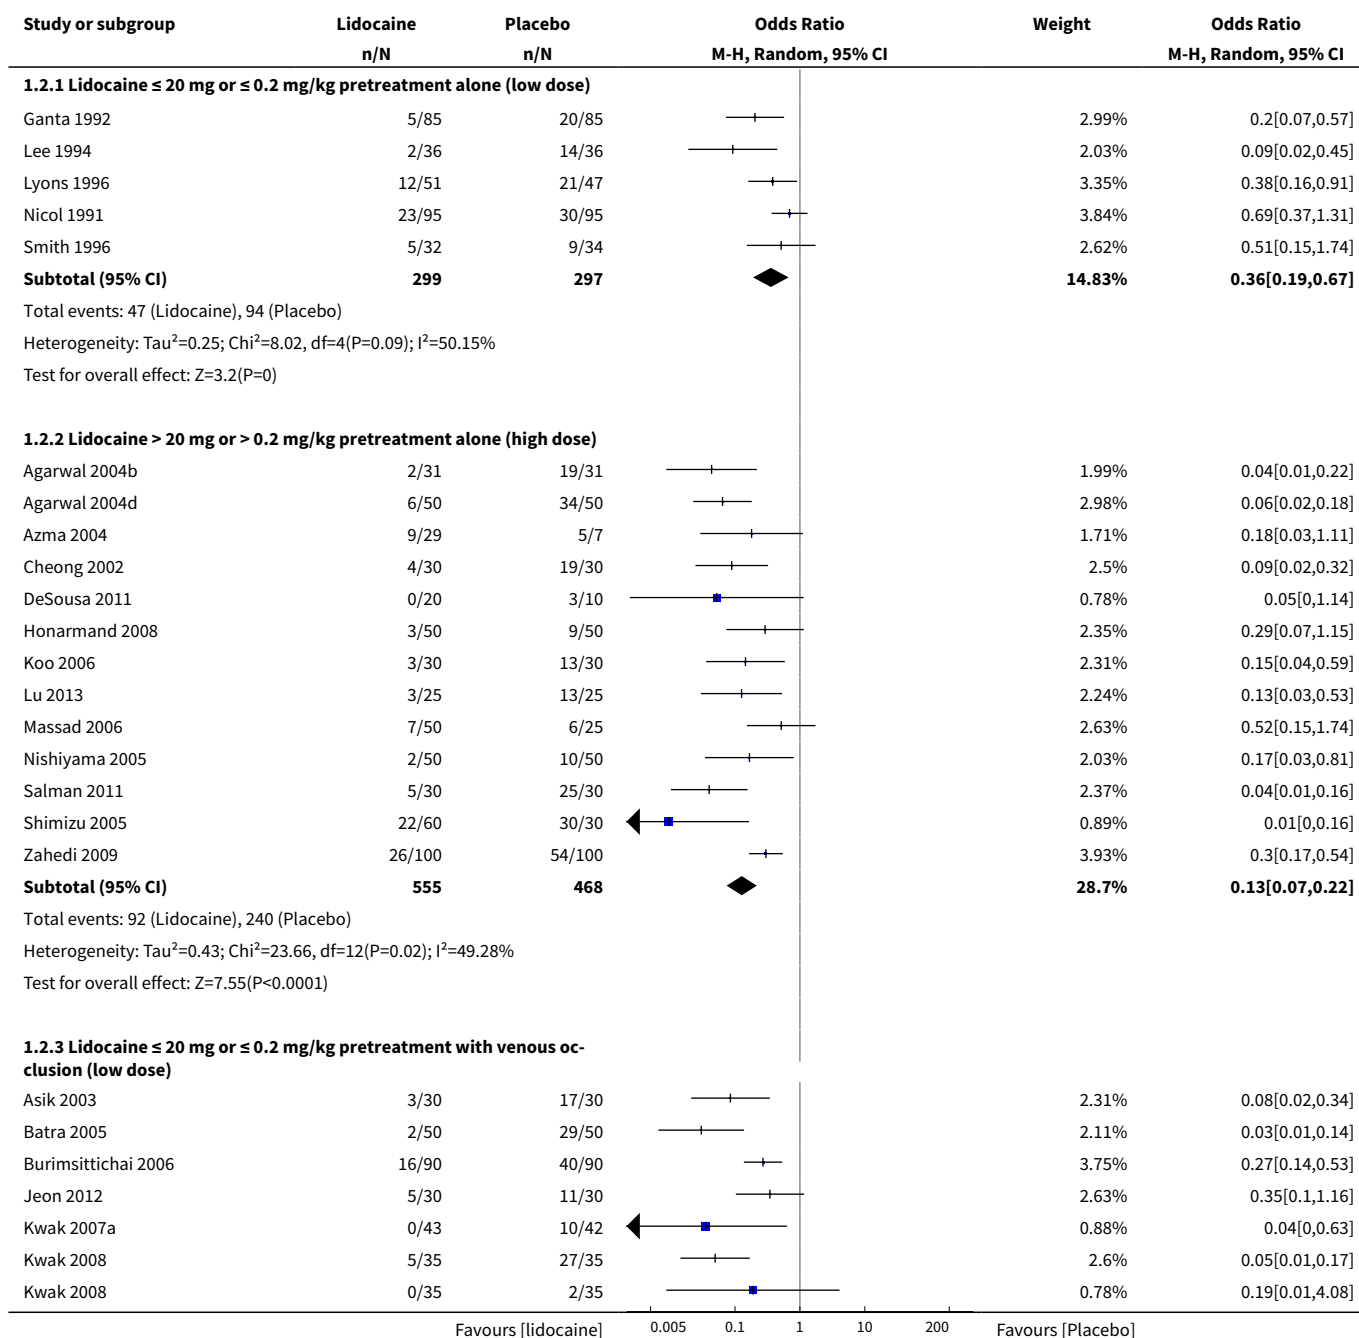 Study or subgroup Lidocaine Placebo Odds Ratio Weight Odds Ratio
n/N n/N M-H, Random, 95% CI M-H, Random, 95% CI
1.2.1 Lidocaine ≤ 20 mg or ≤ 0.2 mg/kg pretreatment alone (low dose)
Ganta 1992 5/85 20/85 2.99% 0.2[0.07,0.57]
Lee 1994 2/36 14/36 2.03% 0.09[0.02,0.45]
Lyons 1996 12/51 21/47 3.35% 0.38[0.16,0.91]
Nicol 1991 23/95 30/95 3.84% 0.69[0.37,1.31]
Smith 1996 5/32 9/34 2.62% 0.51[0.15,1.74]
Subtotal (95% CI) 299 297 14.83% 0.36[0.19,0.67]
Total events: 47 (Lidocaine), 94 (Placebo)
Heterogeneity: Tau²=0.25; Chi²=8.02, df=4(P=0.09); I²=50.15%
Test for overall effect: Z=3.2(P=0)
1.2.2 Lidocaine > 20 mg or > 0.2 mg/kg pretreatment alone (high dose)
Agarwal 2004b 2/31 19/31 1.99% 0.04[0.01,0.22]
Agarwal 2004d 6/50 34/50 2.98% 0.06[0.02,0.18]
Azma 2004 9/29 5/7 1.71% 0.18[0.03,1.11]
Cheong 2002 4/30 19/30 2.5% 0.09[0.02,0.32]
DeSousa 2011 0/20 3/10 0.78% 0.05[0,1.14]
Honarmand 2008 3/50 9/50 2.35% 0.29[0.07,1.15]
Koo 2006 3/30 13/30 2.31% 0.15[0.04,0.59]
Lu 2013 3/25 13/25 2.24% 0.13[0.03,0.53]
Massad 2006 7/50 6/25 2.63% 0.52[0.15,1.74]
Nishiyama 2005 2/50 10/50 2.03% 0.17[0.03,0.81]
Salman 2011 5/30 25/30 2.37% 0.04[0.01,0.16]
Shimizu 2005 22/60 30/30 0.89% 0.01[0,0.16]
Zahedi 2009 26/100 54/100 3.93% 0.3[0.17,0.54]
Subtotal (95% CI) 555 468 28.7% 0.13[0.07,0.22]
Total events: 92 (Lidocaine), 240 (Placebo)
Heterogeneity: Tau²=0.43; Chi²=23.66, df=12(P=0.02); I²=49.28%
Test for overall effect: Z=7.55(P<0.0001)
1.2.3 Lidocaine ≤ 20 mg or ≤ 0.2 mg/kg pretreatment with venous oc-
clusion (low dose)
Asik 2003 3/30 17/30 2.31% 0.08[0.02,0.34]
Batra 2005 2/50 29/50 2.11% 0.03[0.01,0.14]
Burimsittichai 2006 16/90 40/90 3.75% 0.27[0.14,0.53]
Jeon 2012 5/30 11/30 2.63% 0.35[0.1,1.16]
Kwak 2007a 0/43 10/42 0.88% 0.04[0,0.63]
Kwak 2008 5/35 27/35 2.6% 0.05[0.01,0.17]
Kwak 2008 0/35 2/35 0.78% 0.19[0.01,4.08]
Favours [lidocaine] 0.005 0.1 1 10 200 Favours [Placebo]